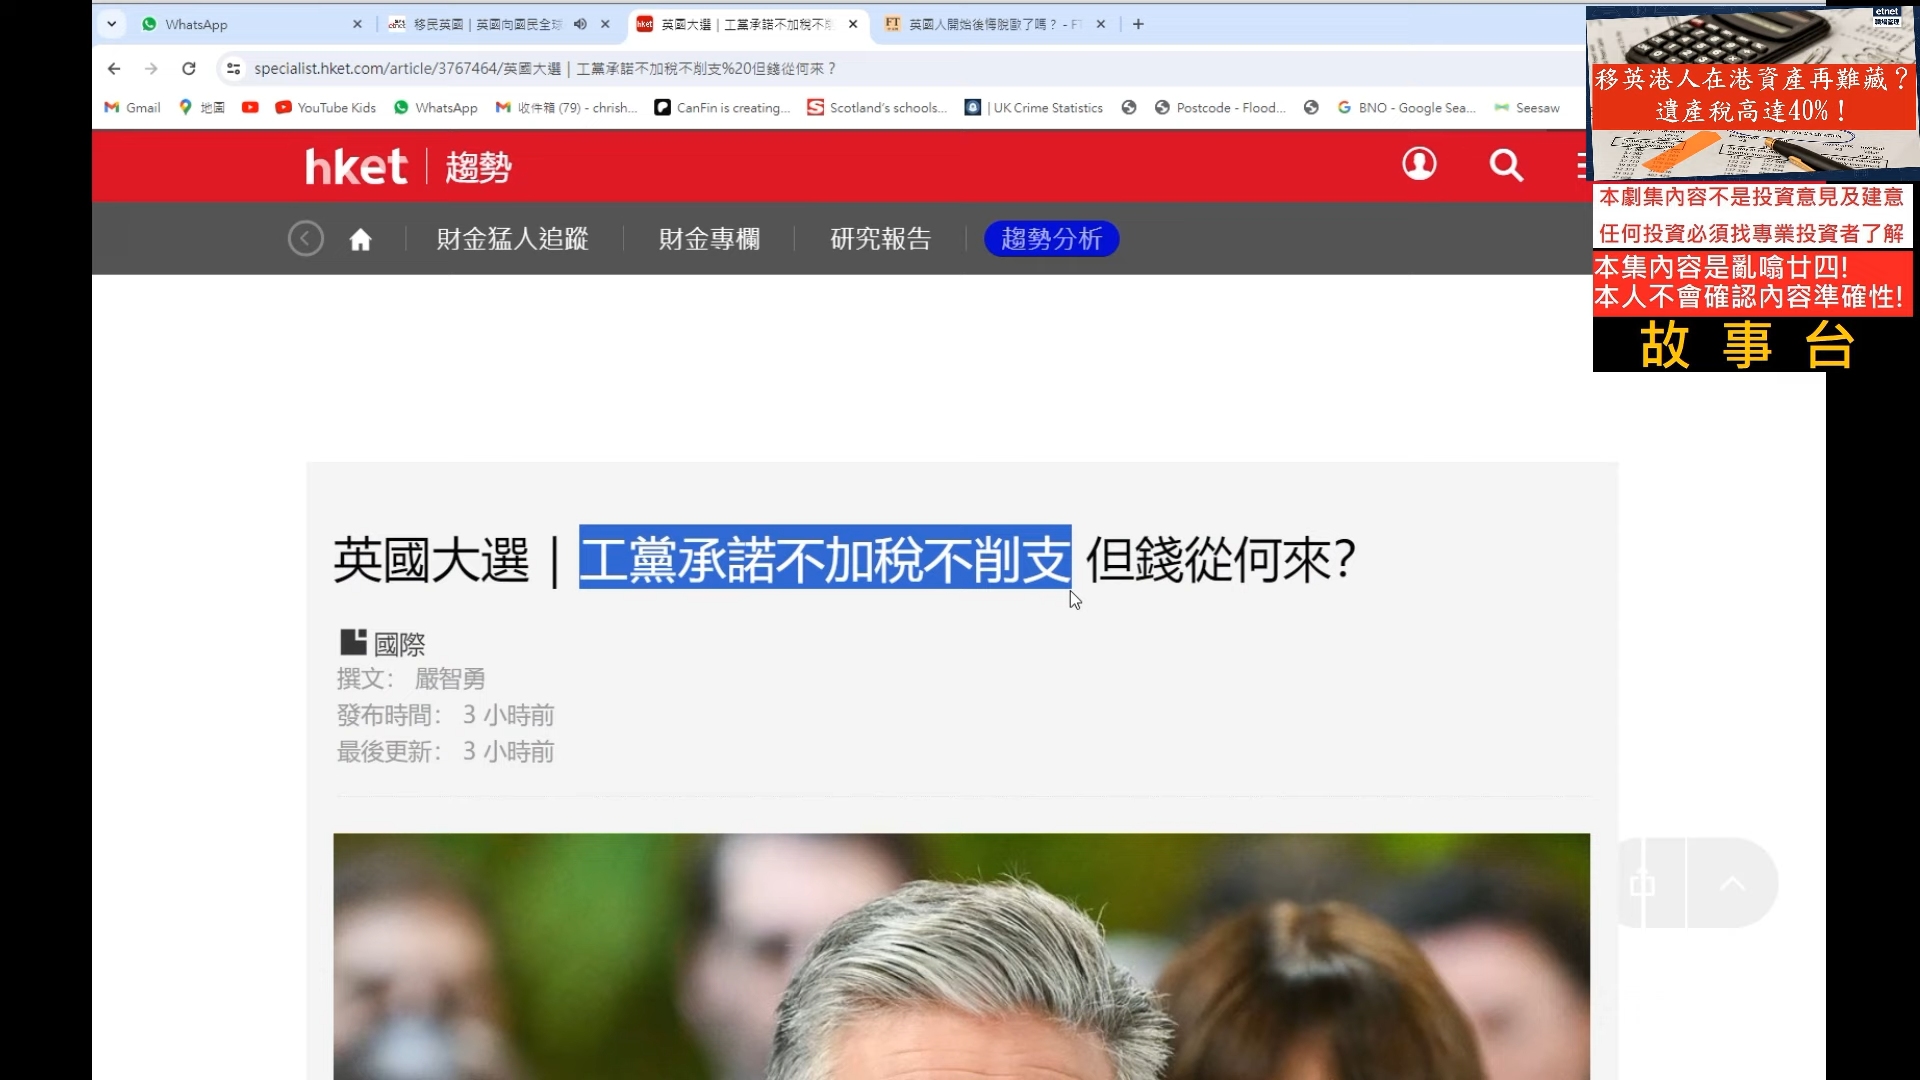 WhatsApp
移民英國 | 英國向國民全球
英國大選 | 工黨承諾不加稅不
英國人開始後悔脫歐了嗎？ - F
specialist.hket.com/article/3767464/英國大選 | 工黨承諾不加稅不削支%20但錢從何來？
Gmail
地圖
YouTube Kids
WhatsApp
收件箱 (79) - chrish...
CanFin is creating...
Scotland's schools...
| UK Crime Statistics
Postcode - Flood...
BNO - Google Sea...
Seesaw
hket | 趨勢
財金猛人追蹤
財金專欄
研究報告
趨勢分析
英國大選｜工黨承諾不加稅不削支 但錢從何來？
國際
撰文： 嚴智勇
發布時間： 3 小時前
最後更新： 3 小時前
etnet
移英港人在港資產再難藏？
遺產稅高達40%！
本劇集內容不是投資意見及建意
任何投資必須找專業投資者了解
本集內容是亂噏廿四!
本人不會確認內容準確性!
故 事 台